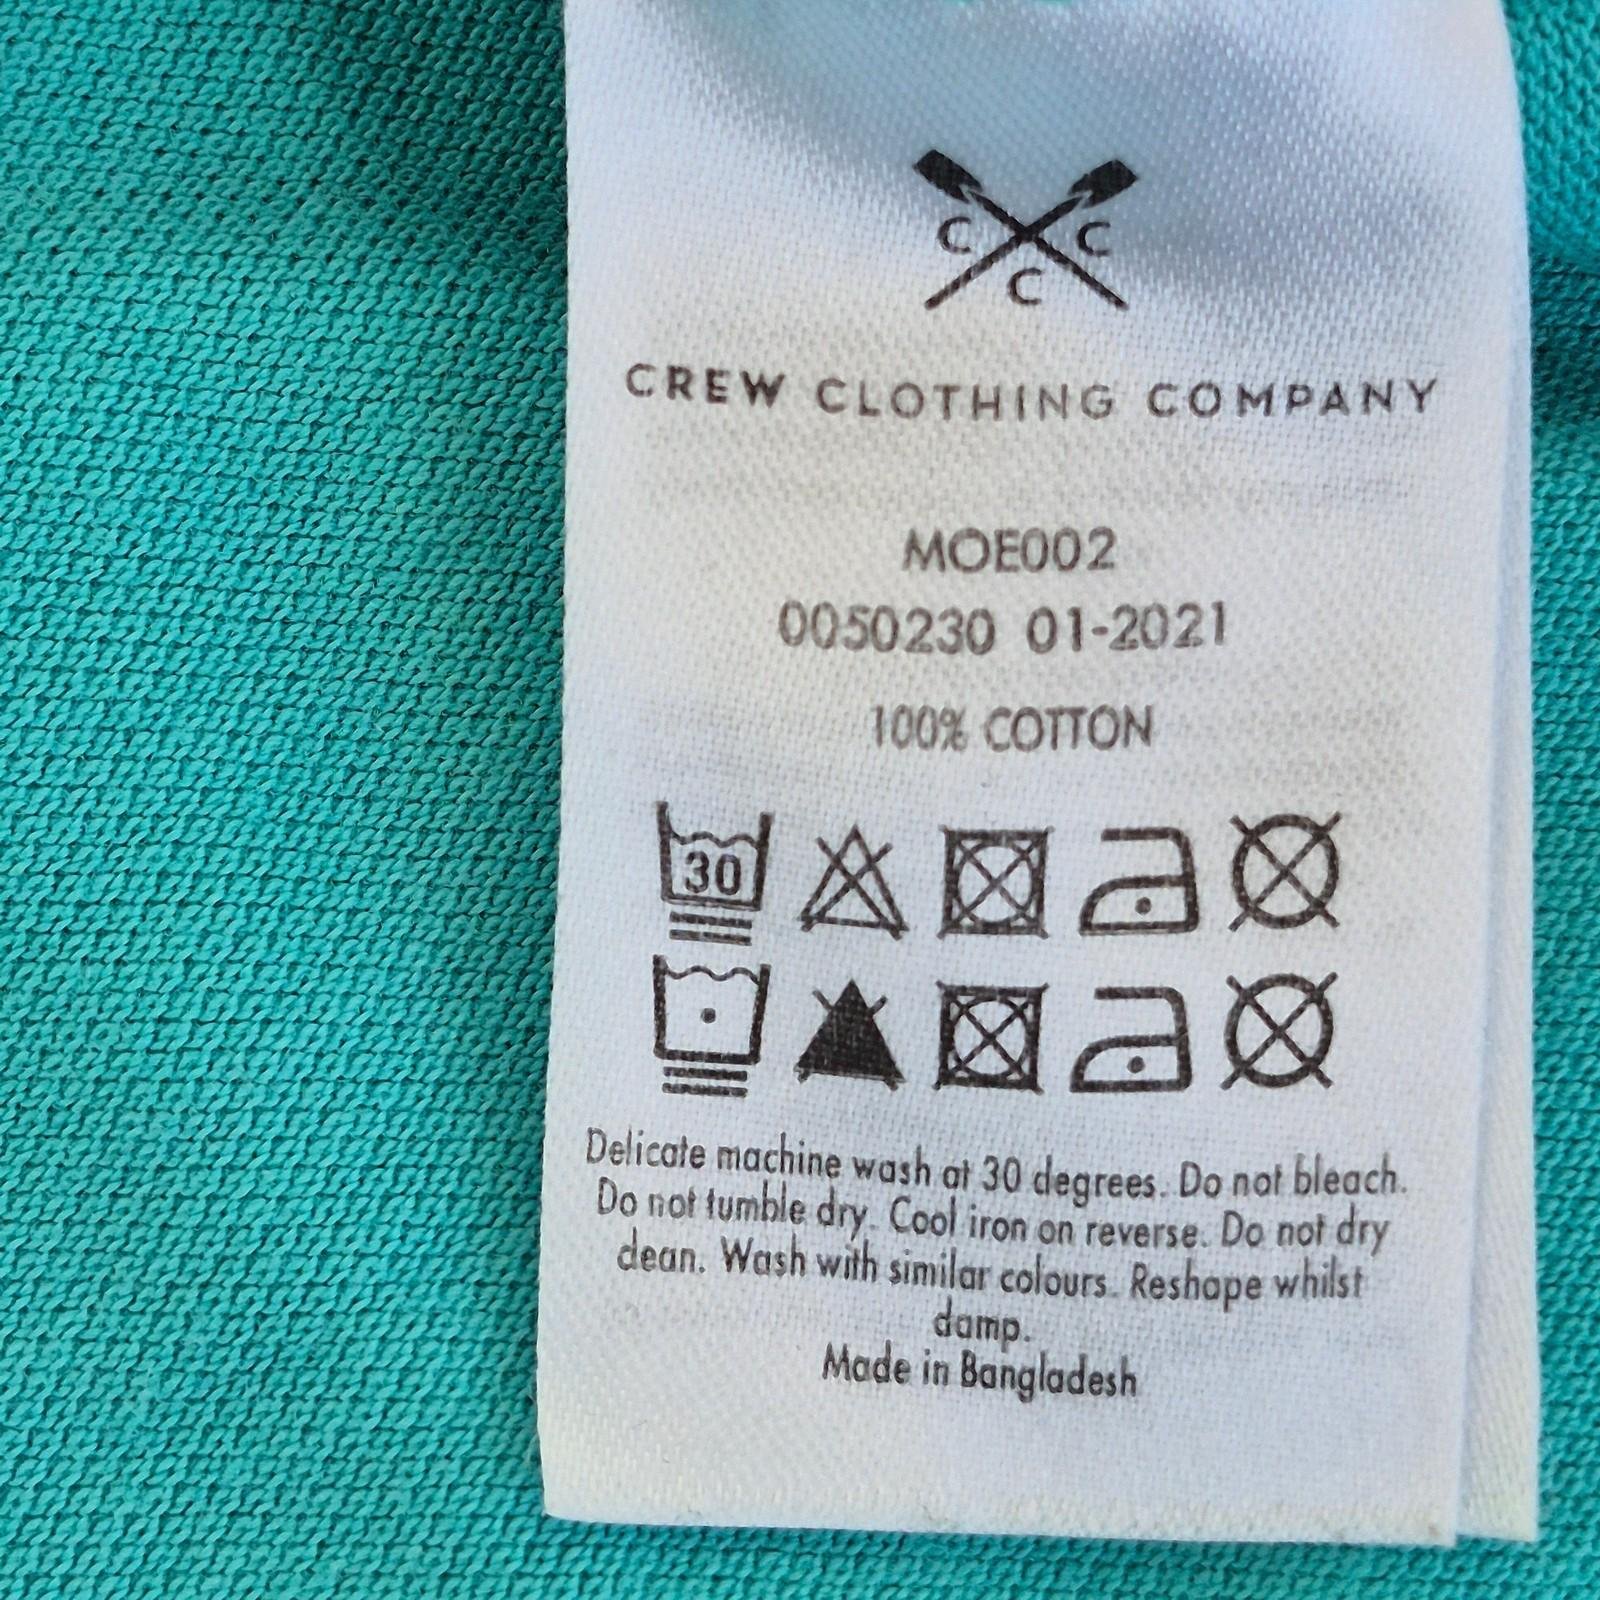 C C
C
CREW CLOTHING COMPANY
MOE002
0050230 01-2021
100% COTTON
30
Delicate machine wash at 30 degrees. Do not bleach.
Do not tumble dry. Cool iron on reverse. Do not dry
clean. Wash with similar colours. Reshape whilst
damp.
Made in Bangladesh